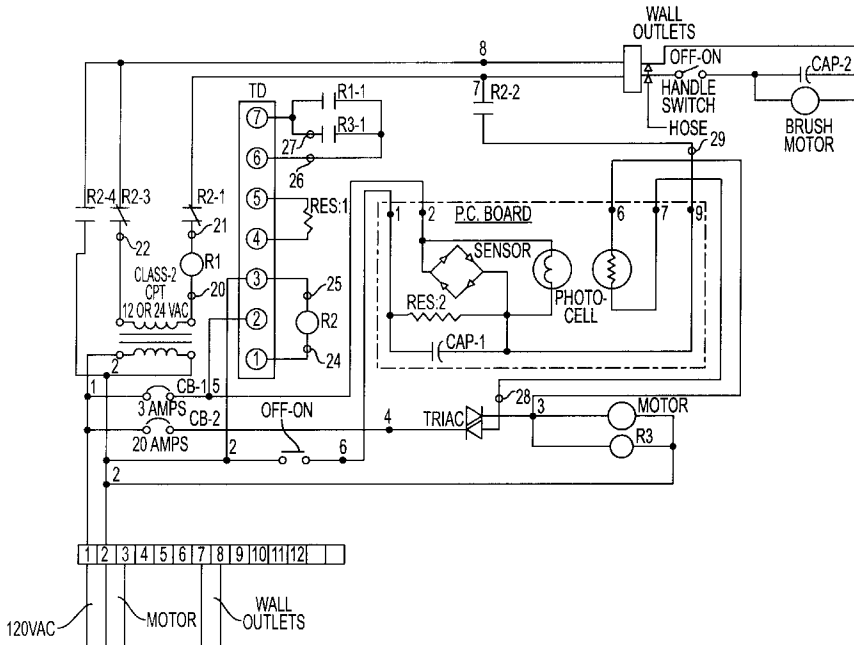 WALL
OUTLETS
8
OFF-ON
CAP-2
TD
R1-1
7
R2-2
HANDLE
SWITCH
7
R3-1
27
HOSE
BRUSH
MOTOR
29
6
26
R2-4
R2-3
R2-1
5
RES:1
1
2
P.C. BOARD
6
7
9
21
22
4
SENSOR
R1
CLASS-2
CPT
12 OR 24 VAC
3
25
PHOTO-
CELL
20
RES:2
2
R2
CAP-1
1
24
2
1
CB-1
5
3 AMPS
28
OFF-ON
TRIAC
3
MOTOR
CB-2
4
20 AMPS
R3
2
6
2
1 2 3 4 5 6 7 8 9 10 11 12
120VAC
MOTOR
WALL
OUTLETS